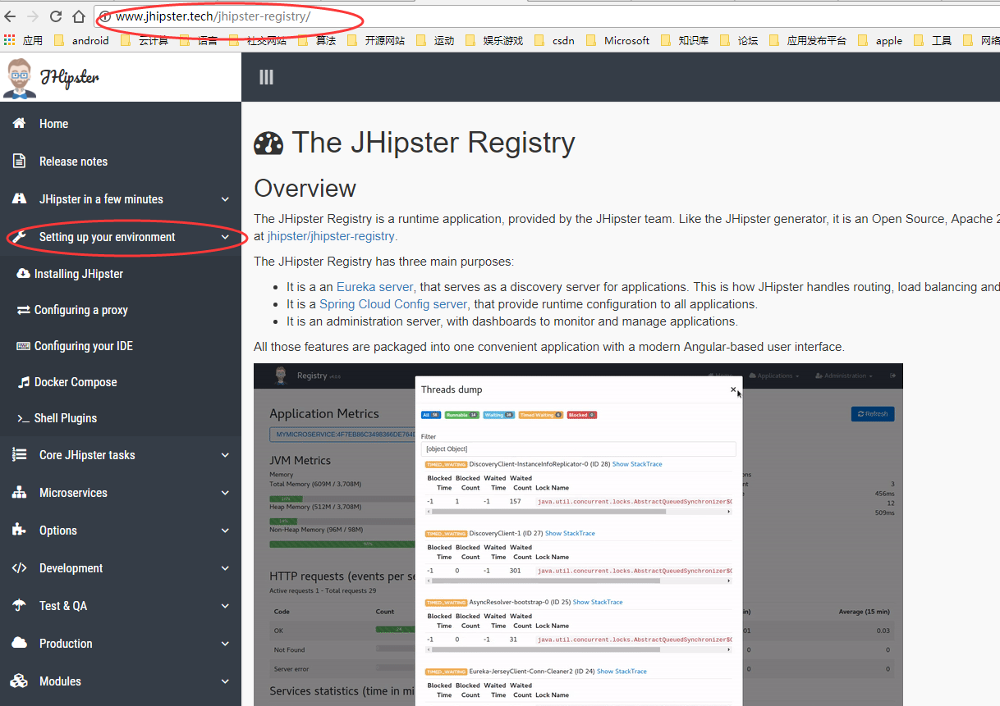 www.jhipster.tech/jhipster-registry/
应用 android 云计算 语言 社交网站 算法 开源网站 运动 娱乐游戏 csdn Microsoft 知识库 论坛 应用发布平台 apple 工具 网络
JHipster
Home
Release notes
JHipster in a few minutes
Setting up your environment
Installing JHipster
Configuring a proxy
Configuring your IDE
Docker Compose
Shell Plugins
Core JHipster tasks
Microservices
Options
Development
Test & QA
Production
Modules
The JHipster Registry
Overview
The JHipster Registry is a runtime application, provided by the JHipster team. Like the JHipster generator, it is an Open Source, Apache 2
at jhipster/jhipster-registry.
The JHipster Registry has three main purposes:
It is a an Eureka server, that serves as a discovery server for applications. This is how JHipster handles routing, load balancing and
It is a Spring Cloud Config server, that provide runtime configuration to all applications.
It is an administration server, with dashboards to monitor and manage applications.
All those features are packaged into one convenient application with a modern Angular-based user interface.
Registry Home Applications Administration
Application Metrics
Refresh
JVM Metrics
Memory
Total Memory (609M / 3,708M)
Heap Memory (512M / 3,708M)
Non-Heap Memory (96M / 98M)
HTTP requests (events per se
Active requests 1 - Total requests 29
Code Count
OK
Not Found
Server error
Services statistics (time in mi
Threads dump ×
All Runnable Waiting Timed Waiting Blocked
Filter
[object Object]
TIMED_WAITING DiscoveryClient-InstanceInfoReplicator-0 (ID 28) Show StackTrace
Blocked Blocked Waited Waited
Time Count Time Count Lock Name
-1 1 -1 157 java.util.concurrent.locks.AbstractQueuedSynchronizer$C
TIMED_WAITING DiscoveryClient-1 (ID 27) Show StackTrace
Blocked Blocked Waited Waited
Time Count Time Count Lock Name
-1 0 -1 301 java.util.concurrent.locks.AbstractQueuedSynchronizer$C
TIMED_WAITING AsyncResolver-bootstrap-0 (ID 25) Show StackTrace
Blocked Blocked Waited Waited
Time Count Time Count Lock Name
-1 0 -1 31 java.util.concurrent.locks.AbstractQueuedSynchronizer$C
TIMED_WAITING Eureka-JerseyClient-Conn-Cleaner2 (ID 24) Show StackTrace
Blocked Blocked Waited Waited
Time Count Time Count Lock Name
ons
3
456ms
12
509ms
in) Average (15 min)
01 0.03
0 0
0 0